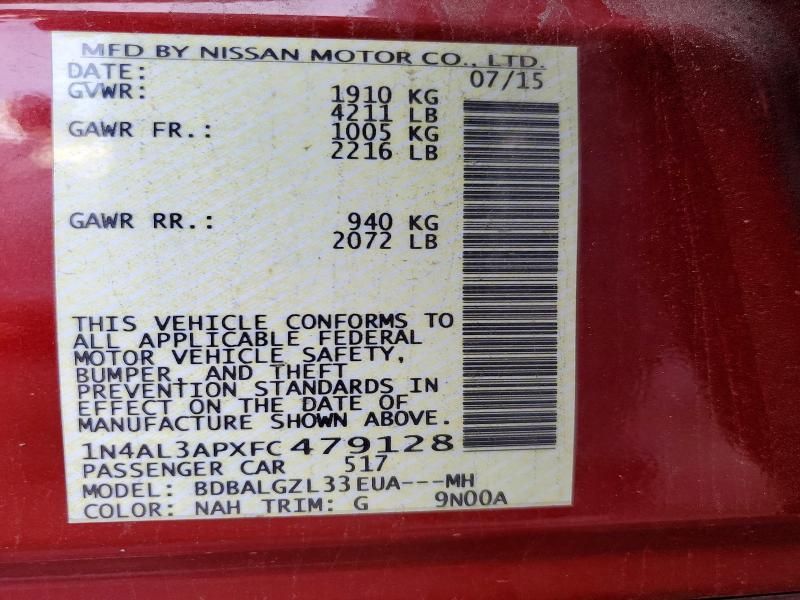 MFD BY NISSAN MOTOR CO., LTD.
DATE: 07/15
GVWR: 1910 KG
4211 LB
GAWR FR.: 1005 KG
2216 LB
GAWR RR.: 940 KG
2072 LB
THIS VEHICLE CONFORMS TO
ALL APPLICABLE FEDERAL
MOTOR VEHICLE SAFETY,
BUMPER, AND THEFT
PREVENTION STANDARDS IN
EFFECT ON THE DATE OF
MANUFACTURE SHOWN ABOVE.
1N4AL3APXFC479128
PASSENGER CAR 517
MODEL: BDBALGZL33EUA---MH
COLOR: NAH TRIM: G 9N00A